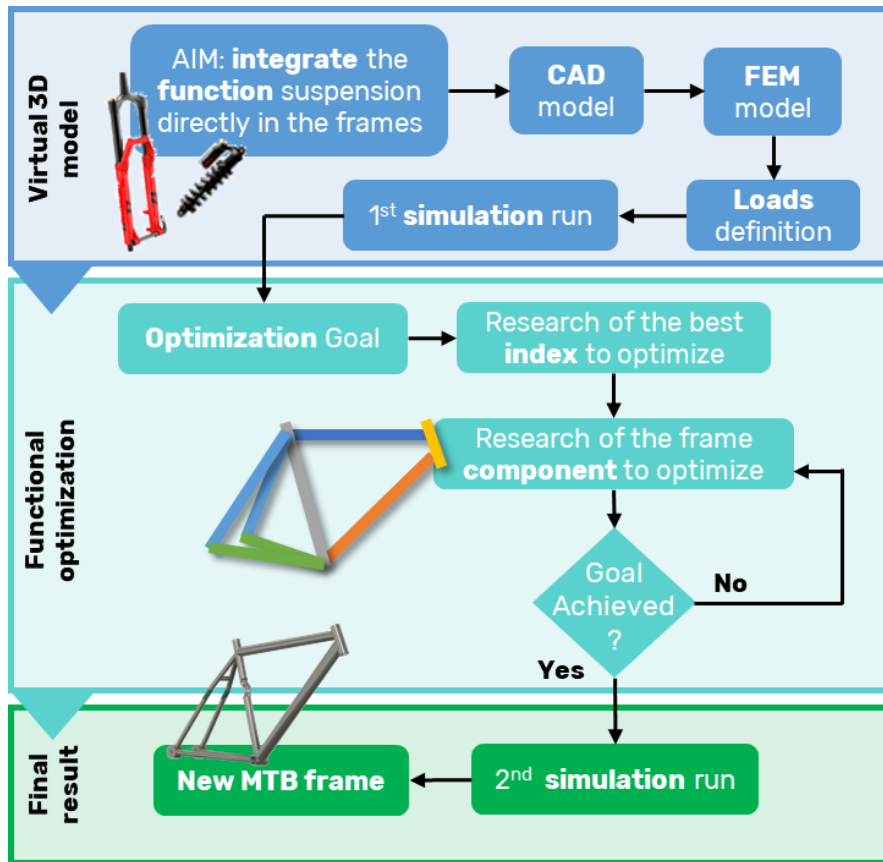 Virtual 3D
model
AIM: integrate the
function suspension
directly in the frames
CAD
model
FEM
model
Loads
definition
1st simulation run
Functional
optimization
Optimization Goal
Research of the best
index to optimize
Research of the frame
component to optimize
Goal
Achieved
?
No
Yes
Final
result
2nd simulation run
New MTB frame